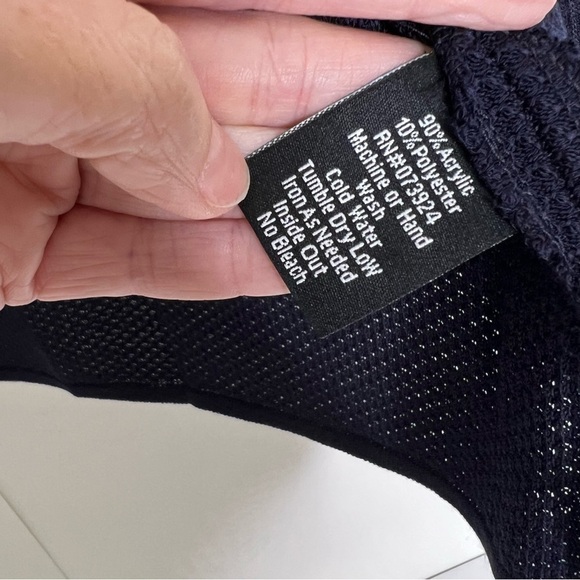 90% Acrylic
10% Polyester
RN#073924
Machine or Hand
Wash
Cold Water
Tumble Dry Low
Iron As Needed
Inside Out
No Bleach